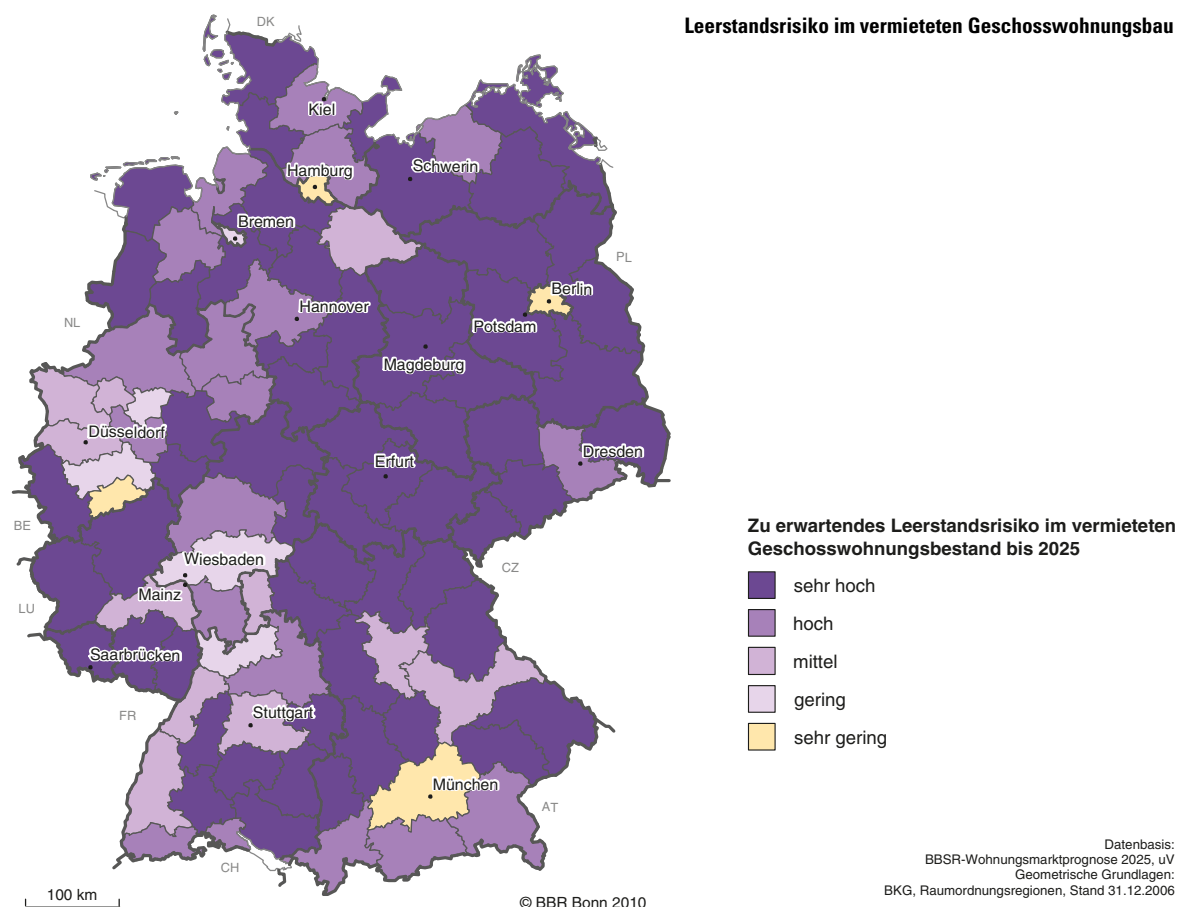 Leerstandsrisiko im vermieteten Geschosswohnungsbau
DK
Kiel
Schwerin
Hamburg
Bremen
PL
Berlin
Hannover
NL
Potsdam
Magdeburg
Düsseldorf
Dresden
Erfurt
BE
Wiesbaden
CZ
Mainz
LU
Saarbrücken
FR
Stuttgart
München
AT
CH
Zu erwartendes Leerstandsrisiko im vermieteten
Geschosswohnungsbestand bis 2025
sehr hoch
hoch
mittel
gering
sehr gering
100 km
© BBR Bonn 2010
Datenbasis:
BBSR-Wohnungsmarktprognose 2025, uV
Geometrische Grundlagen:
BKG, Raumordnungsregionen, Stand 31.12.2006